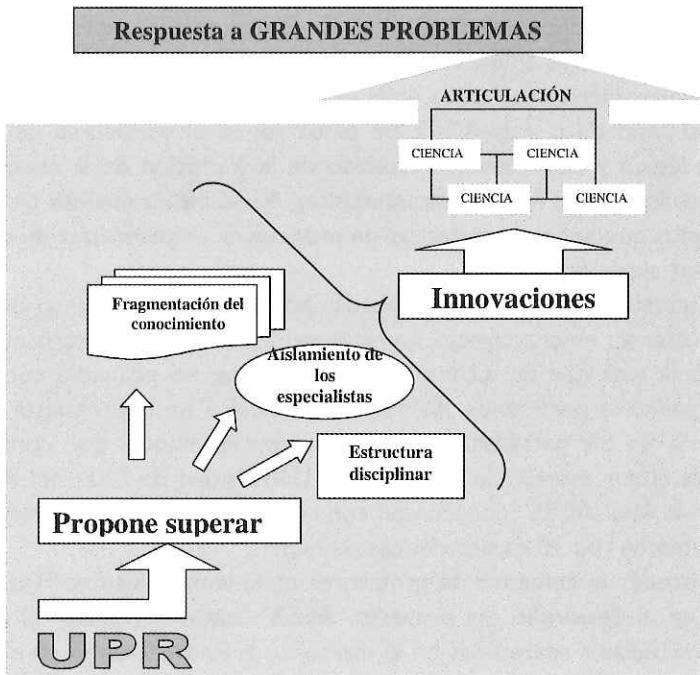 Respuesta a GRANDES PROBLEMAS
ARTICULACIÓN
CIENCIA
CIENCIA
CIENCIA
CIENCIA
Innovaciones
Fragmentación del
conocimiento
Aislamiento de
los
especialistas
Estructura
disciplinar
Propone superar
UPR